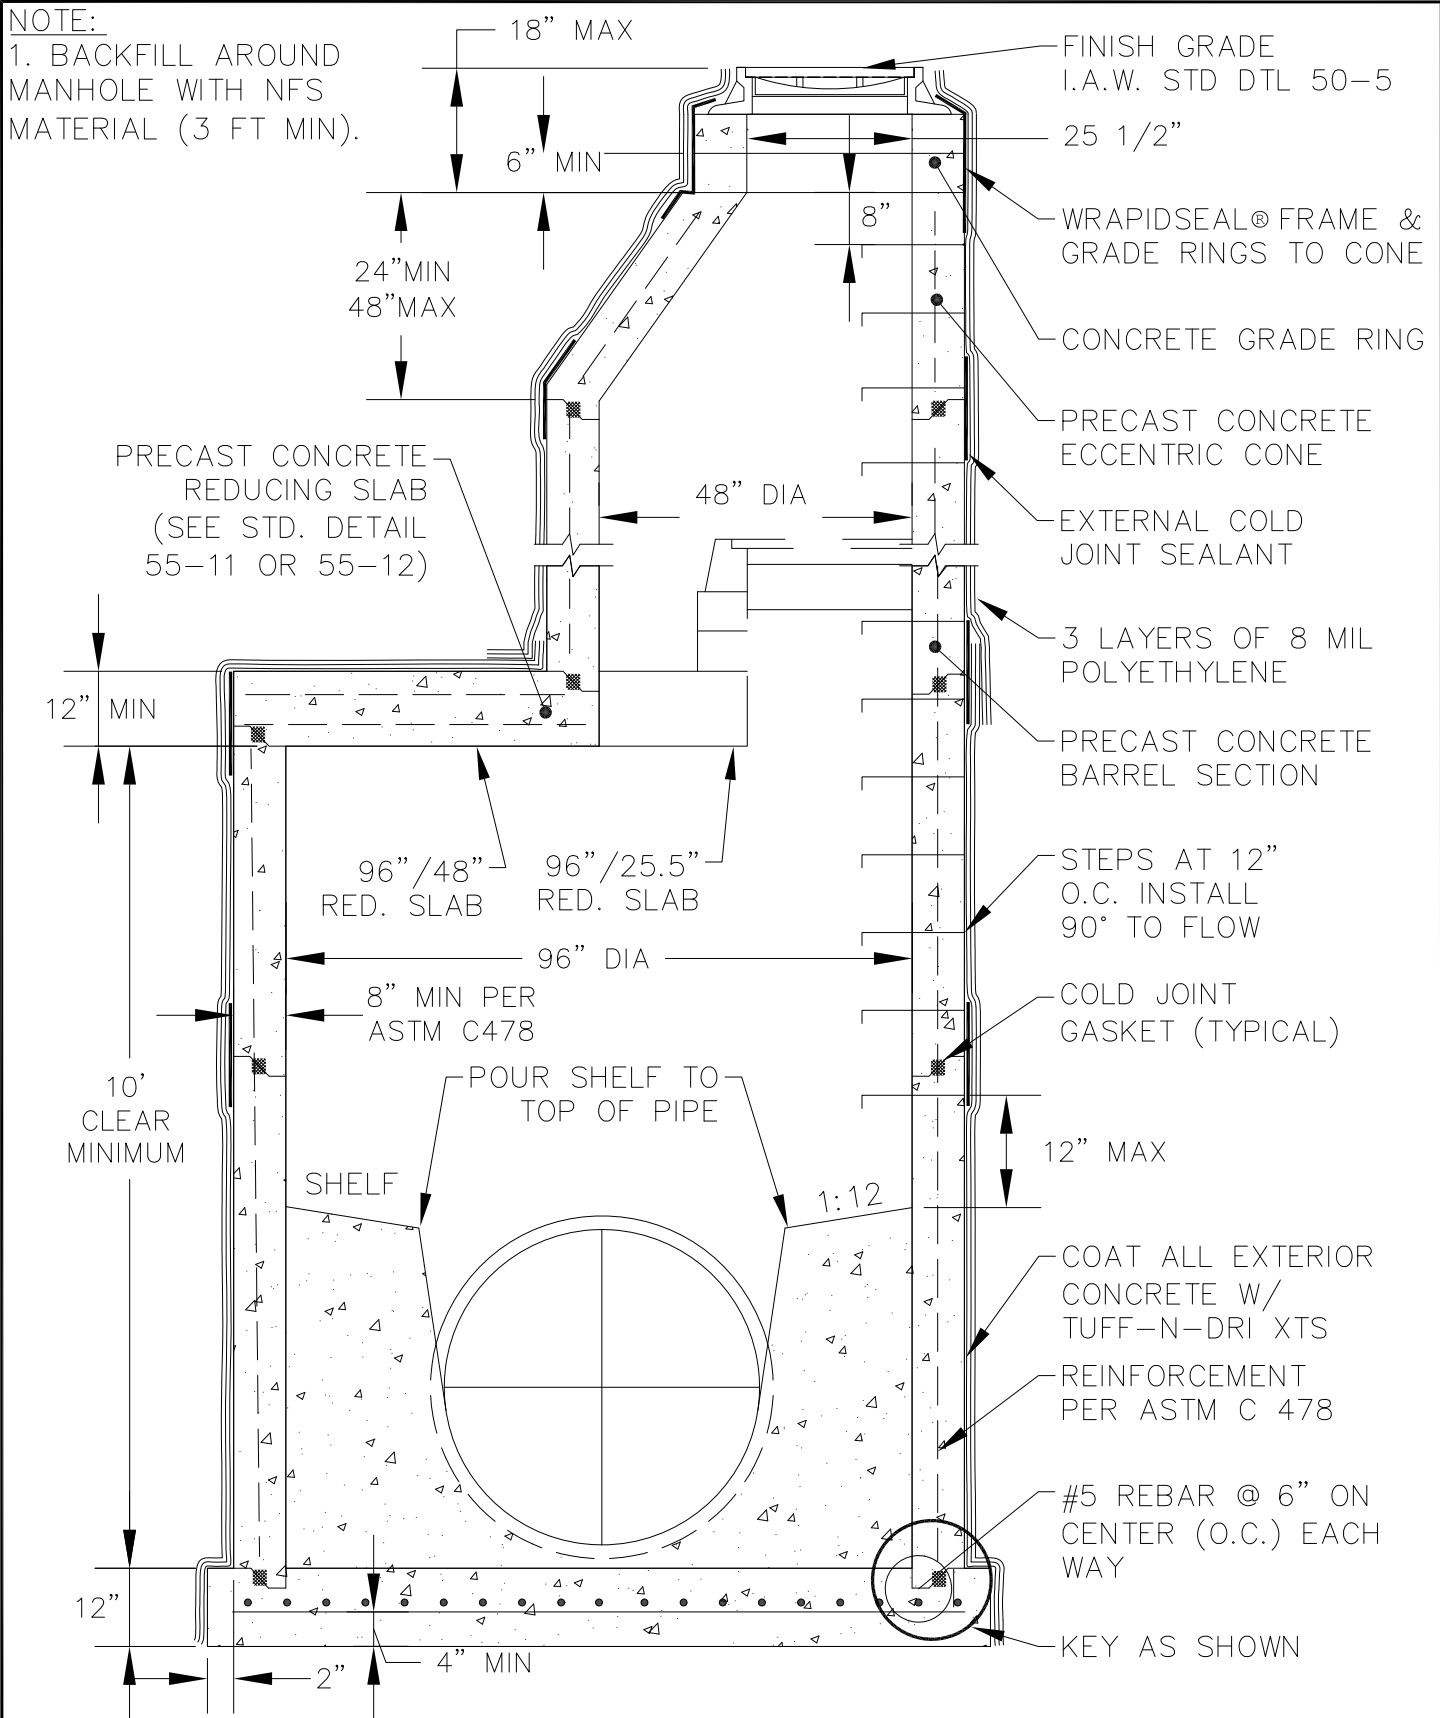 NOTE:
1. BACKFILL AROUND
MANHOLE WITH NFS
MATERIAL (3 FT MIN).
18" MAX
FINISH GRADE
I.A.W. STD DTL 50-5
25 1/2"
6" MIN
8"
WRAPIDSEAL® FRAME &
GRADE RINGS TO CONE
24"MIN
48"MAX
CONCRETE GRADE RING
PRECAST CONCRETE
ECCENTRIC CONE
PRECAST CONCRETE
REDUCING SLAB
(SEE STD. DETAIL
55-11 OR 55-12)
48" DIA
EXTERNAL COLD
JOINT SEALANT
3 LAYERS OF 8 MIL
POLYETHYLENE
12" MIN
PRECAST CONCRETE
BARREL SECTION
96"/48"
RED. SLAB
96"/25.5"
RED. SLAB
STEPS AT 12"
O.C. INSTALL
90° TO FLOW
96" DIA
8" MIN PER
ASTM C478
COLD JOINT
GASKET (TYPICAL)
10'
CLEAR
MINIMUM
POUR SHELF TO
TOP OF PIPE
12" MAX
SHELF
1:12
COAT ALL EXTERIOR
CONCRETE W/
TUFF-N-DRI XTS
REINFORCEMENT
PER ASTM C 478
#5 REBAR @ 6" ON
CENTER (O.C.) EACH
WAY
12"
KEY AS SHOWN
4" MIN
2"